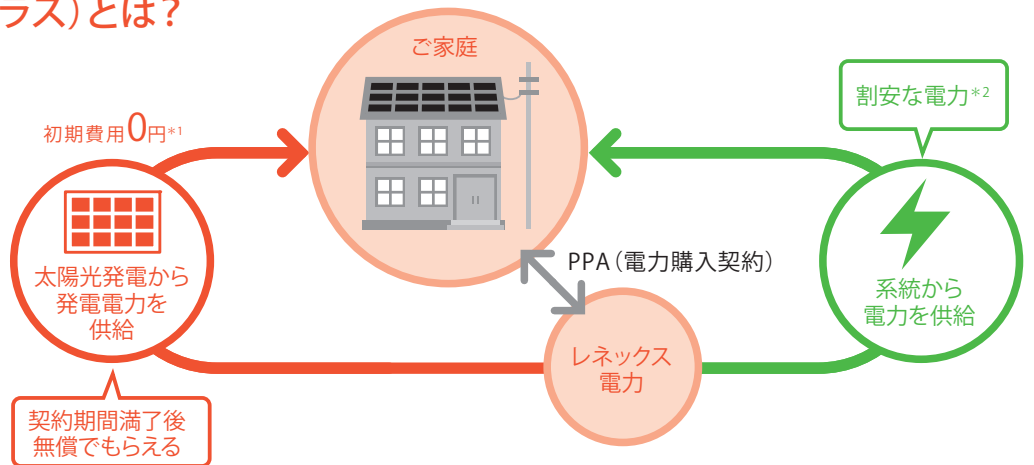 ラス)とは?
ご家庭
初期費用0円*1
割安な電力*2
太陽光発電から
発電電力を
供給
PPA(電力購入契約)
系統から
電力を供給
レネックス
電力
契約期間満了後
無償でもらえる